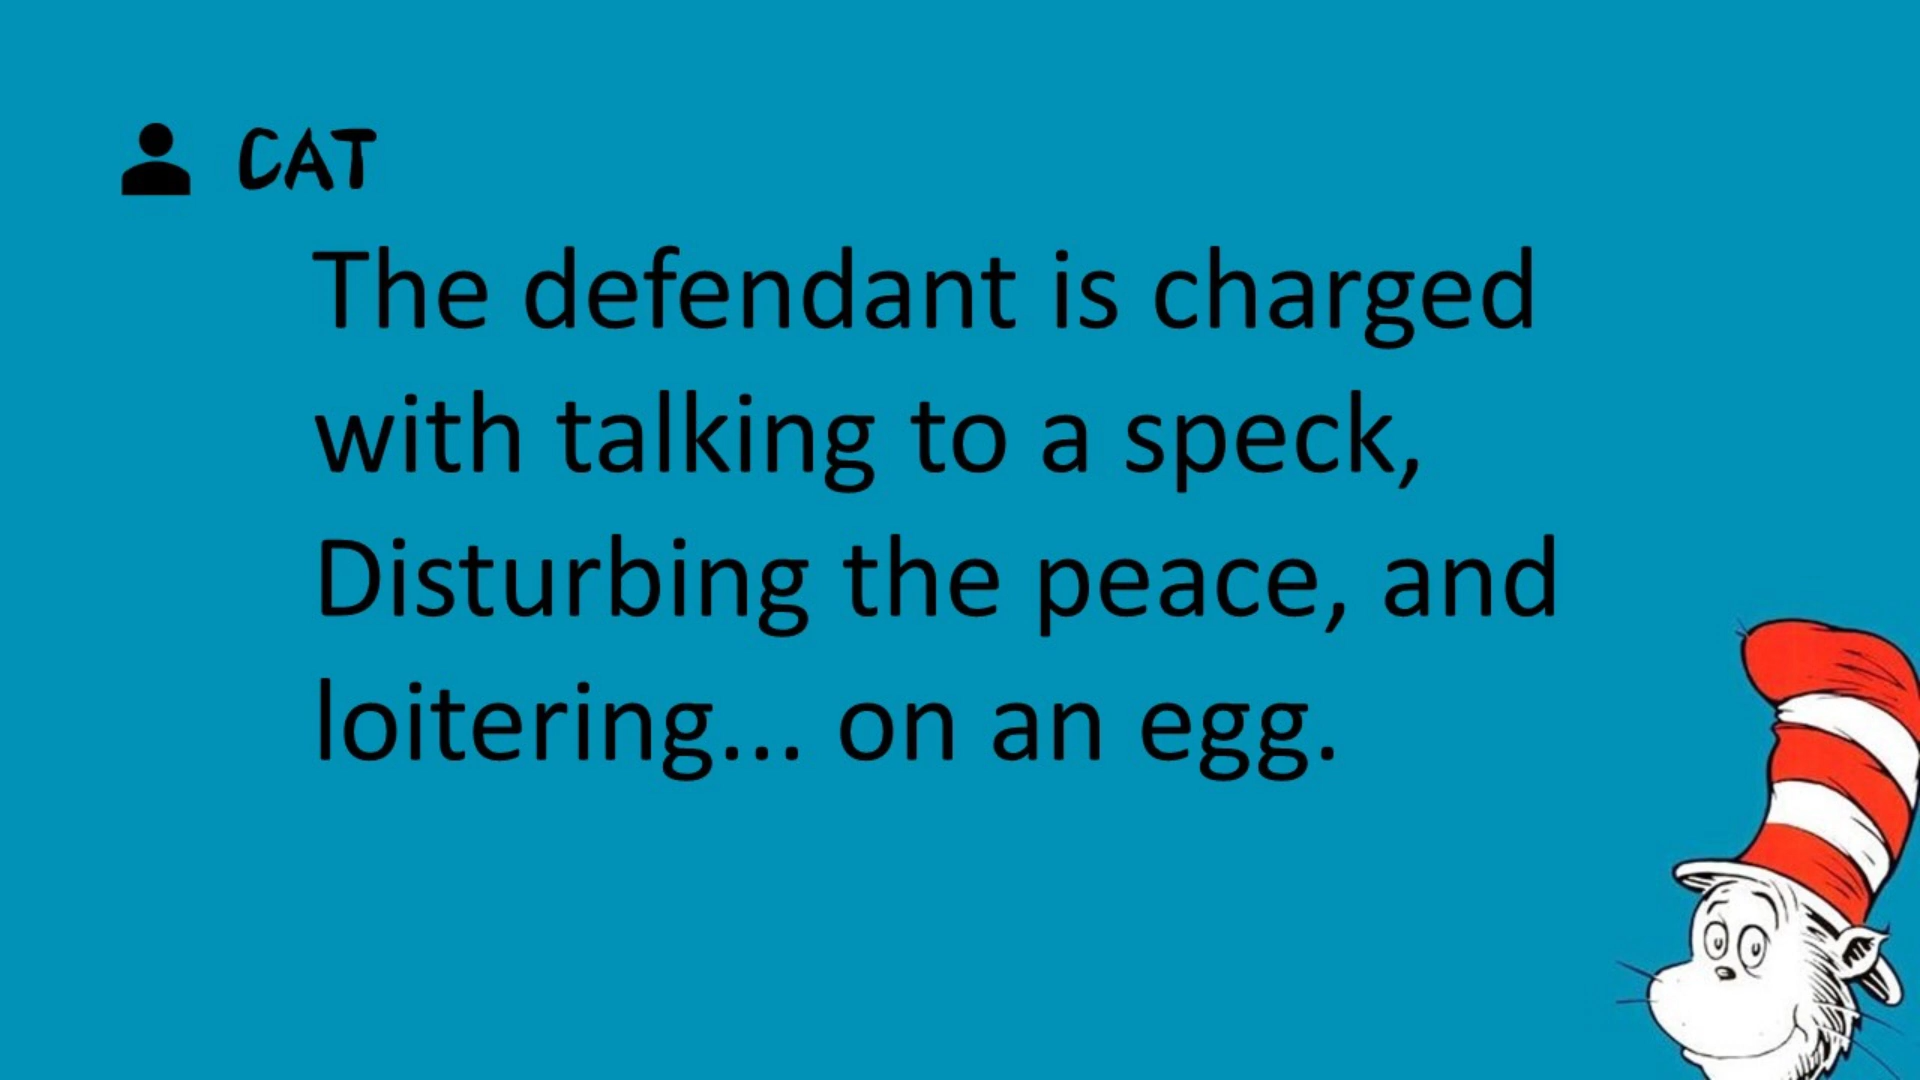 CAT
The defendant is charged
with talking to a speck,
Disturbing the peace, and
loitering... on an egg.